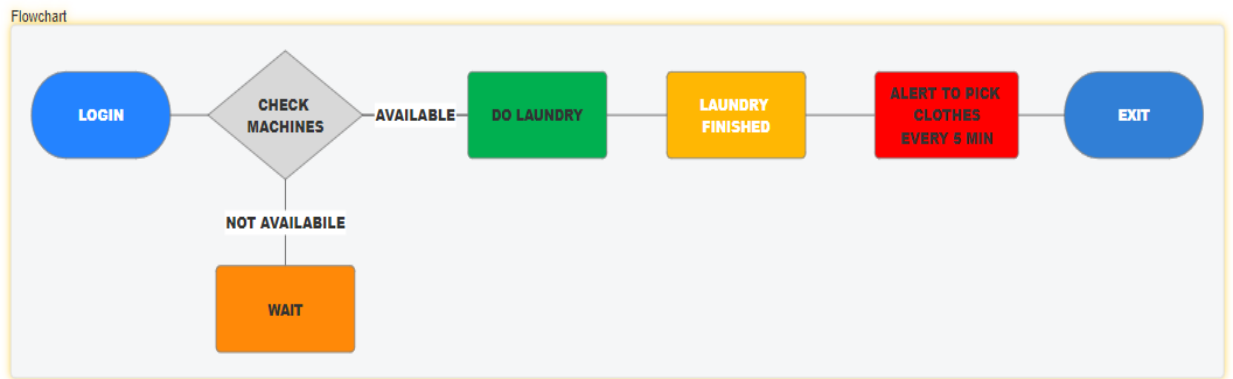 Flowchart
LOGIN
CHECK
MACHINES
AVAILABLE
DO LAUNDRY
LAUNDRY
FINISHED
ALERT TO PICK
CLOTHES
EVERY 5 MIN
EXIT
NOT AVAILABILE
WAIT